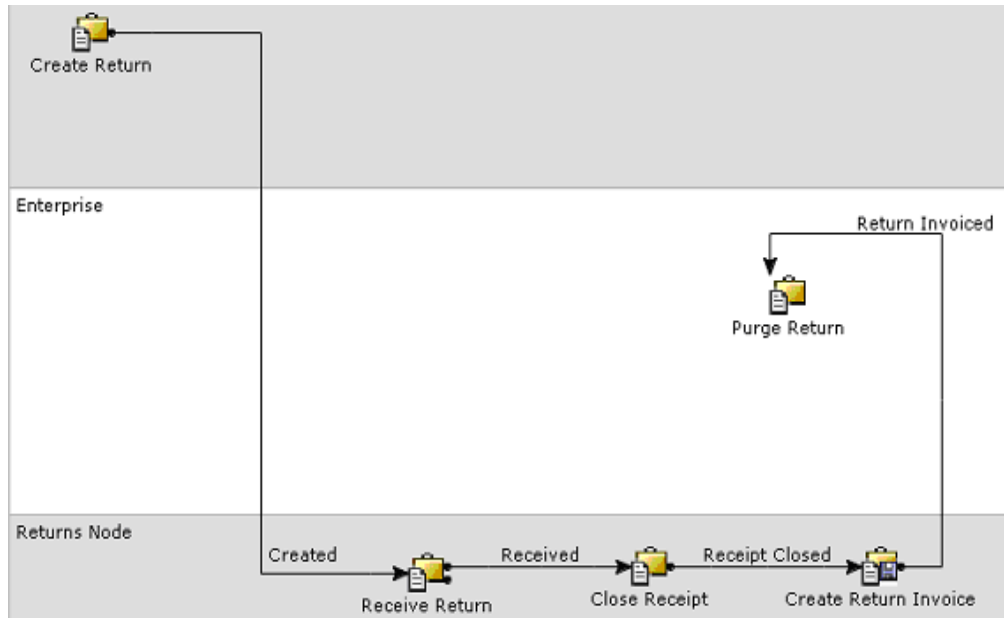 Create Return
Enterprise
Return Invoiced
Purge Return
Returns Node
Created
Received
Receipt Closed
Receive Return
Close Receipt
Create Return Invoice